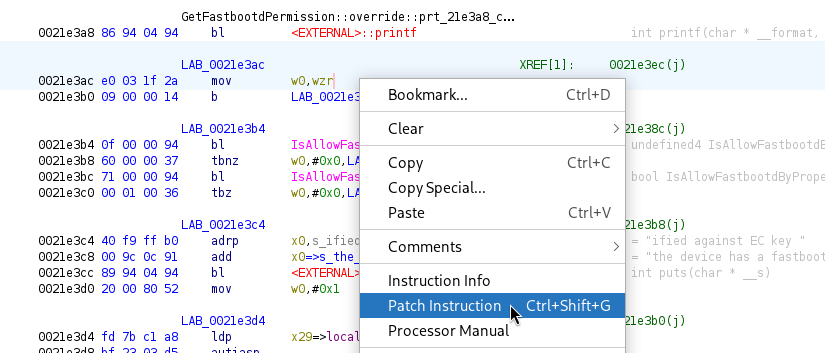 GetFastbootdPermission::override::prt_21e3a8_c...
0021e3a8 86 94 04 94 bl <EXTERNAL>::printf int printf(char * __format,
LAB_0021e3ac XREF[1]: 0021e3ec(j)
0021e3ac e0 03 1f 2a mov w0,wzr
0021e3b0 09 00 00 14 b LAB_0021e3
Bookmark... Ctrl+D
LAB_0021e3b4 21e38c(j)
Clear
0021e3b4 0f 00 00 94 bl IsAllowFas undefined4 IsAllowFastbootdB
0021e3b8 60 00 00 37 tbnz w0,#0x0,LA
Copy Ctrl+C
0021e3bc 71 00 00 94 bl IsAllowFas bool IsAllowFastbootdByPrope
Copy Special...
0021e3c0 00 01 00 36 tbz w0,#0x0,LA
Paste Ctrl+V
LAB_0021e3c4 21e3b8(j)
0021e3c4 40 f9 ff b0 adrp x0,s_ified = "ified against EC key "
Comments
0021e3c8 00 9c 0c 91 add x0=>s_the_ = "the device has a fastboot
0021e3cc 89 94 04 94 bl <EXTERNAL> int puts(char * __s)
Instruction Info
0021e3d0 20 00 80 52 mov w0,#0x1
Patch Instruction Ctrl+Shift+G
LAB_0021e3d4 21e3b0(j)
Processor Manual
0021e3d4 fd 7b c1 a8 ldp x29=>local
0021e3d8 bf 23 03 d5 autiasp